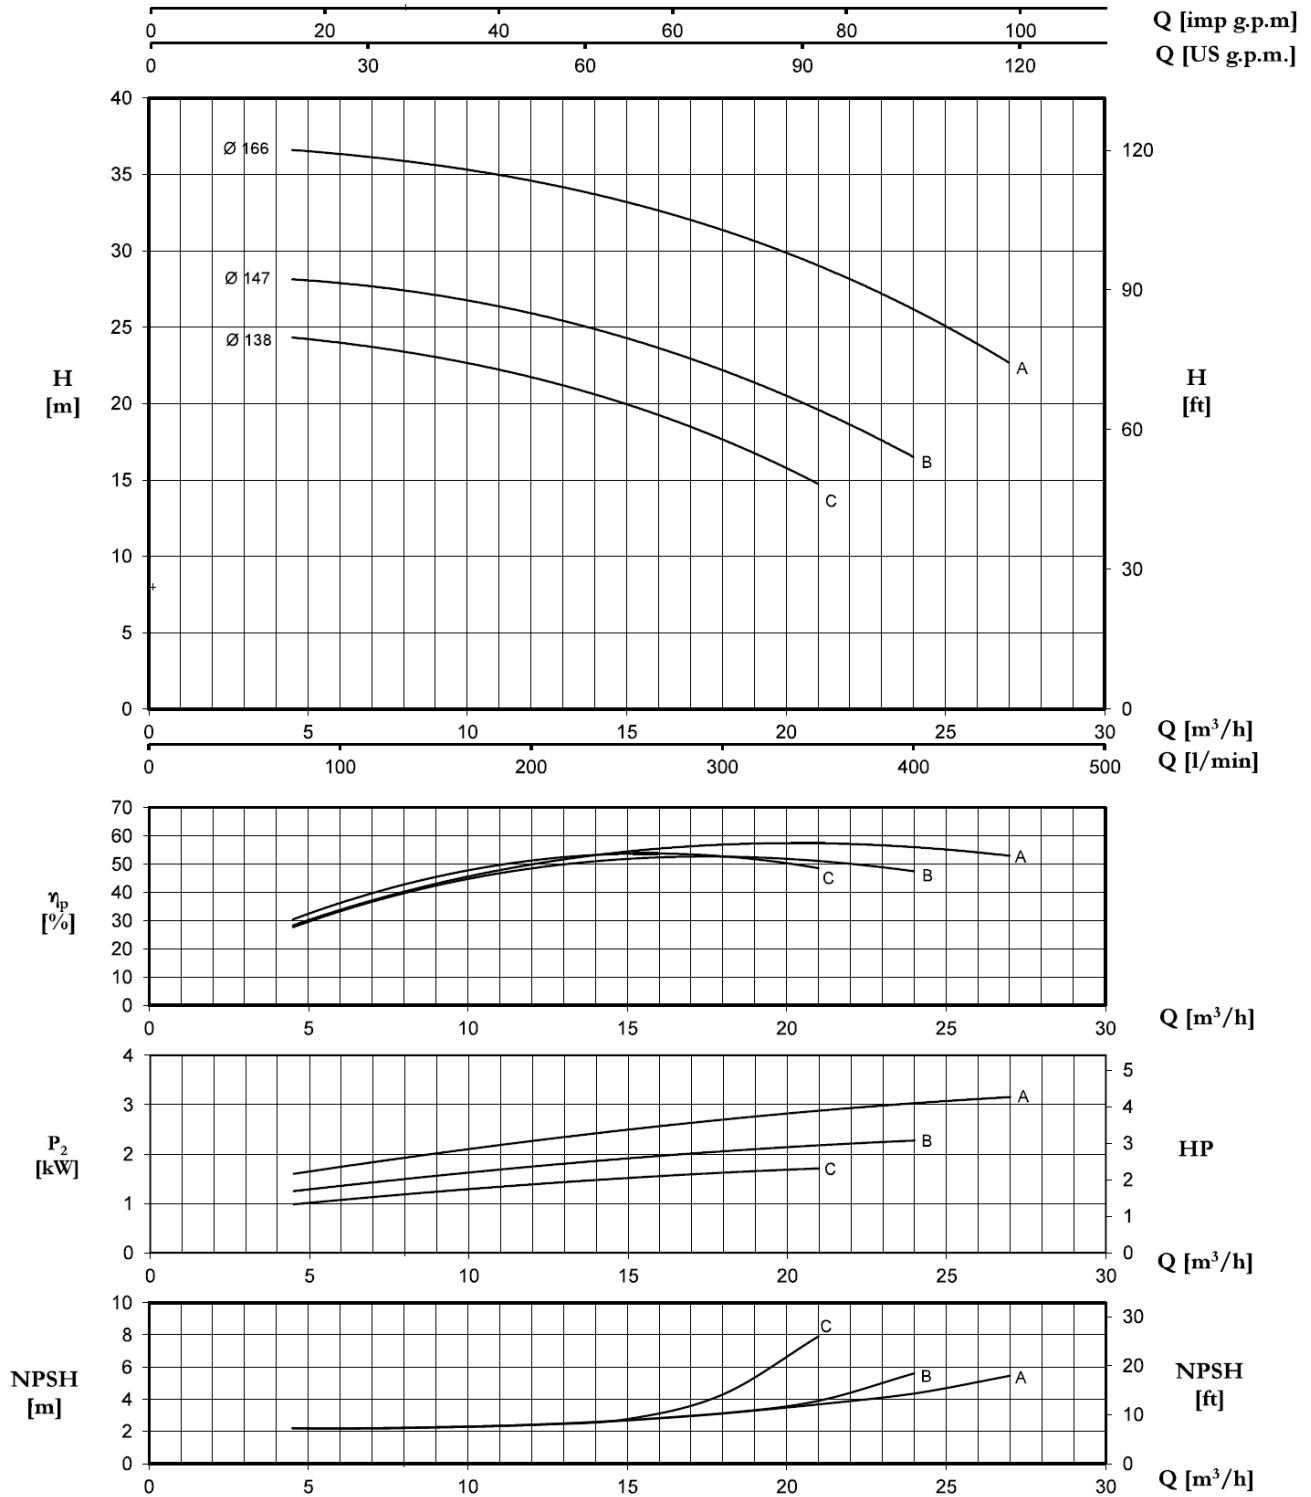 0 20 40 60 80 100 Q [imp g.p.m]
0 30 60 90 120 Q [US g.p.m.]
40
Ø 166
120
35
30
Ø 147
90
25
Ø 138
A
H
[m]
H
[ft]
20
60
B
15
C
10
30
5
0
0
0 5 10 15 20 25 30 Q [m³/h]
0 100 200 300 400 500 Q [l/min]
70
60
50
40
30
20
10
0
ηp
[%]
A
B
C
0 5 10 15 20 25 30 Q [m³/h]
4
3
2
1
0
P₂
[kW]
A
B
C
5
4
3
2
1
0
HP
0 5 10 15 20 25 30 Q [m³/h]
10
8
6
4
2
0
NPSH
[m]
C
B
A
30
20
10
0
NPSH
[ft]
0 5 10 15 20 25 30 Q [m³/h]